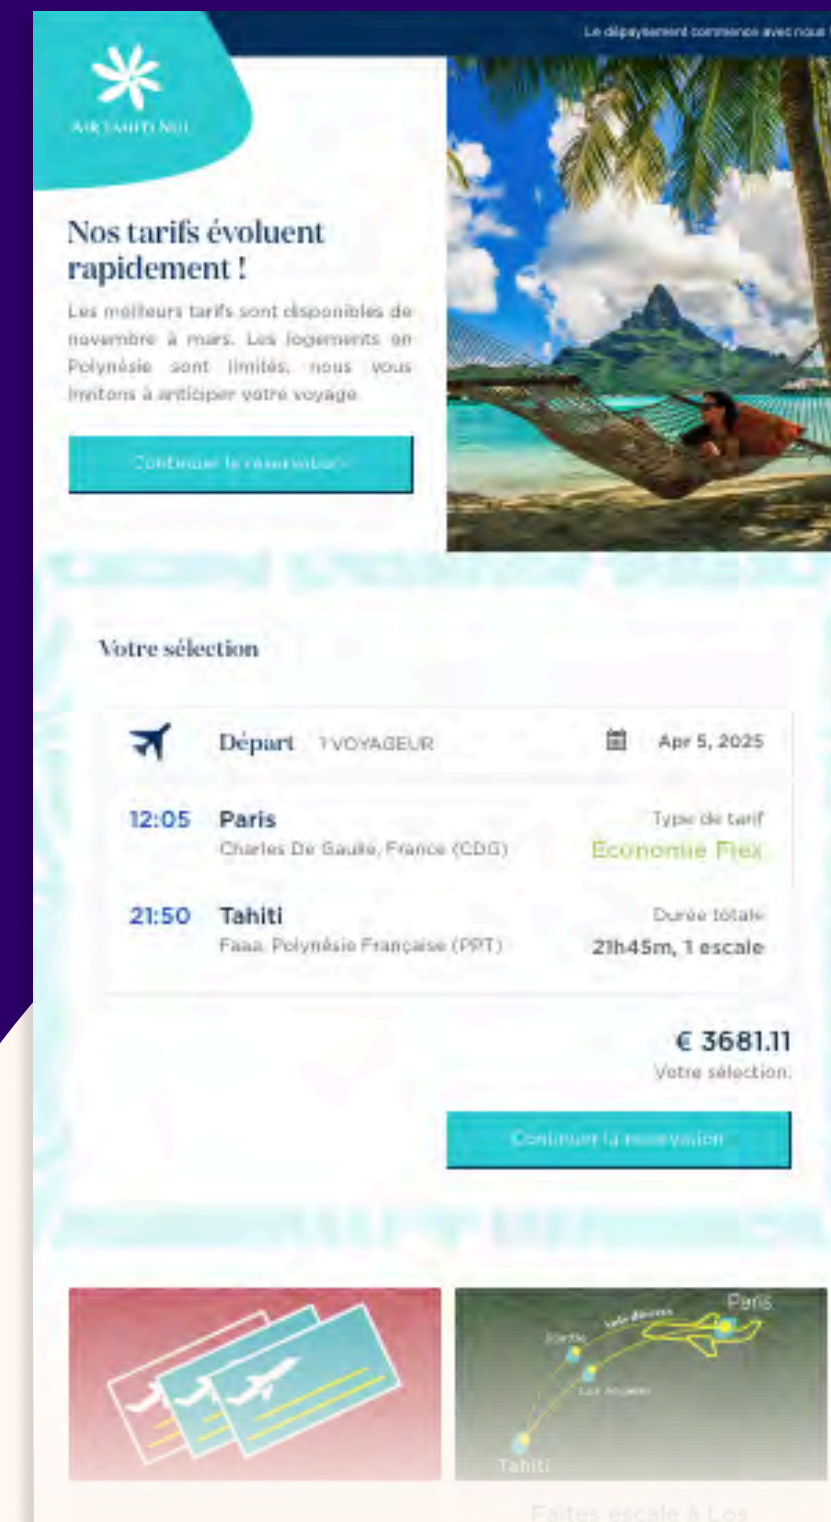 Le dépaysement commence avec nous !
AIR TAHITI NUI
Nos tarifs évoluent
rapidement !
Les meilleurs tarifs sont disponibles de
novembre à mars. Les logements en
Polynésie sont limités, nous vous
invitons à anticiper votre voyage.
Continuer la réservation
Votre sélection
Départ 1 VOYAGEUR Apr 5, 2025
12:05 Paris Type de tarif
Charles De Gaulle, France (CDG) Économie Flex
21:50 Tahiti Durée totale
Faaa, Polynésie Française (PPT) 21h45m, 1 escale
€ 3681.11
Votre sélection.
Continuer la réservation
Paris
Seattle
Los Angeles
Tahiti
Faites escale à Los